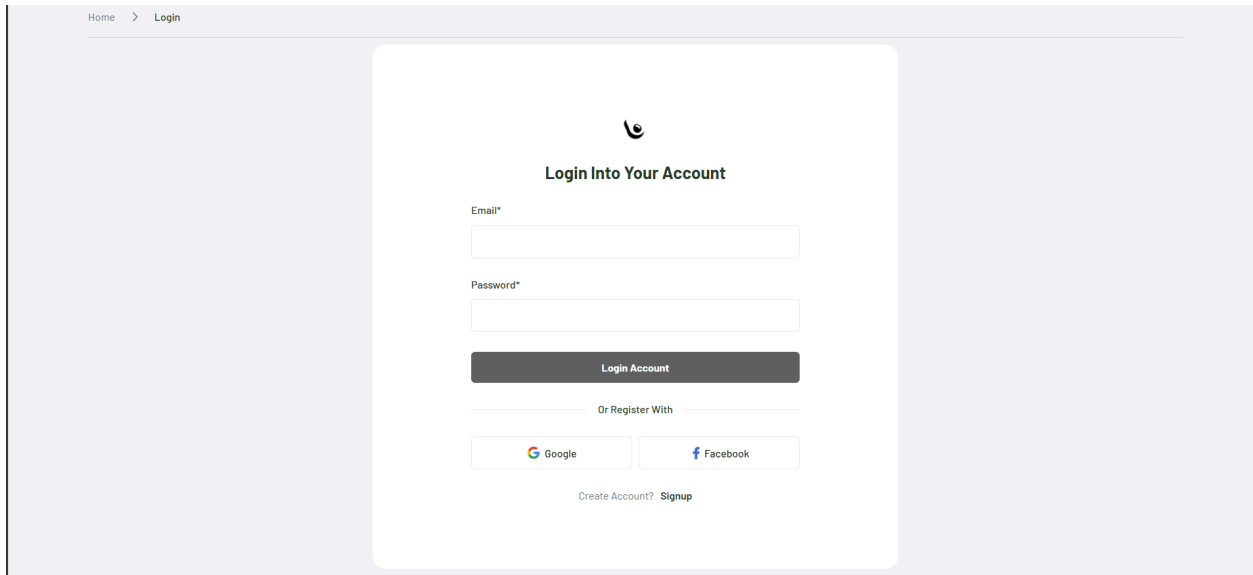 Home > Login
Login Into Your Account
Email*
Password*
Login Account
Or Register With
Google Facebook
Create Account? Signup